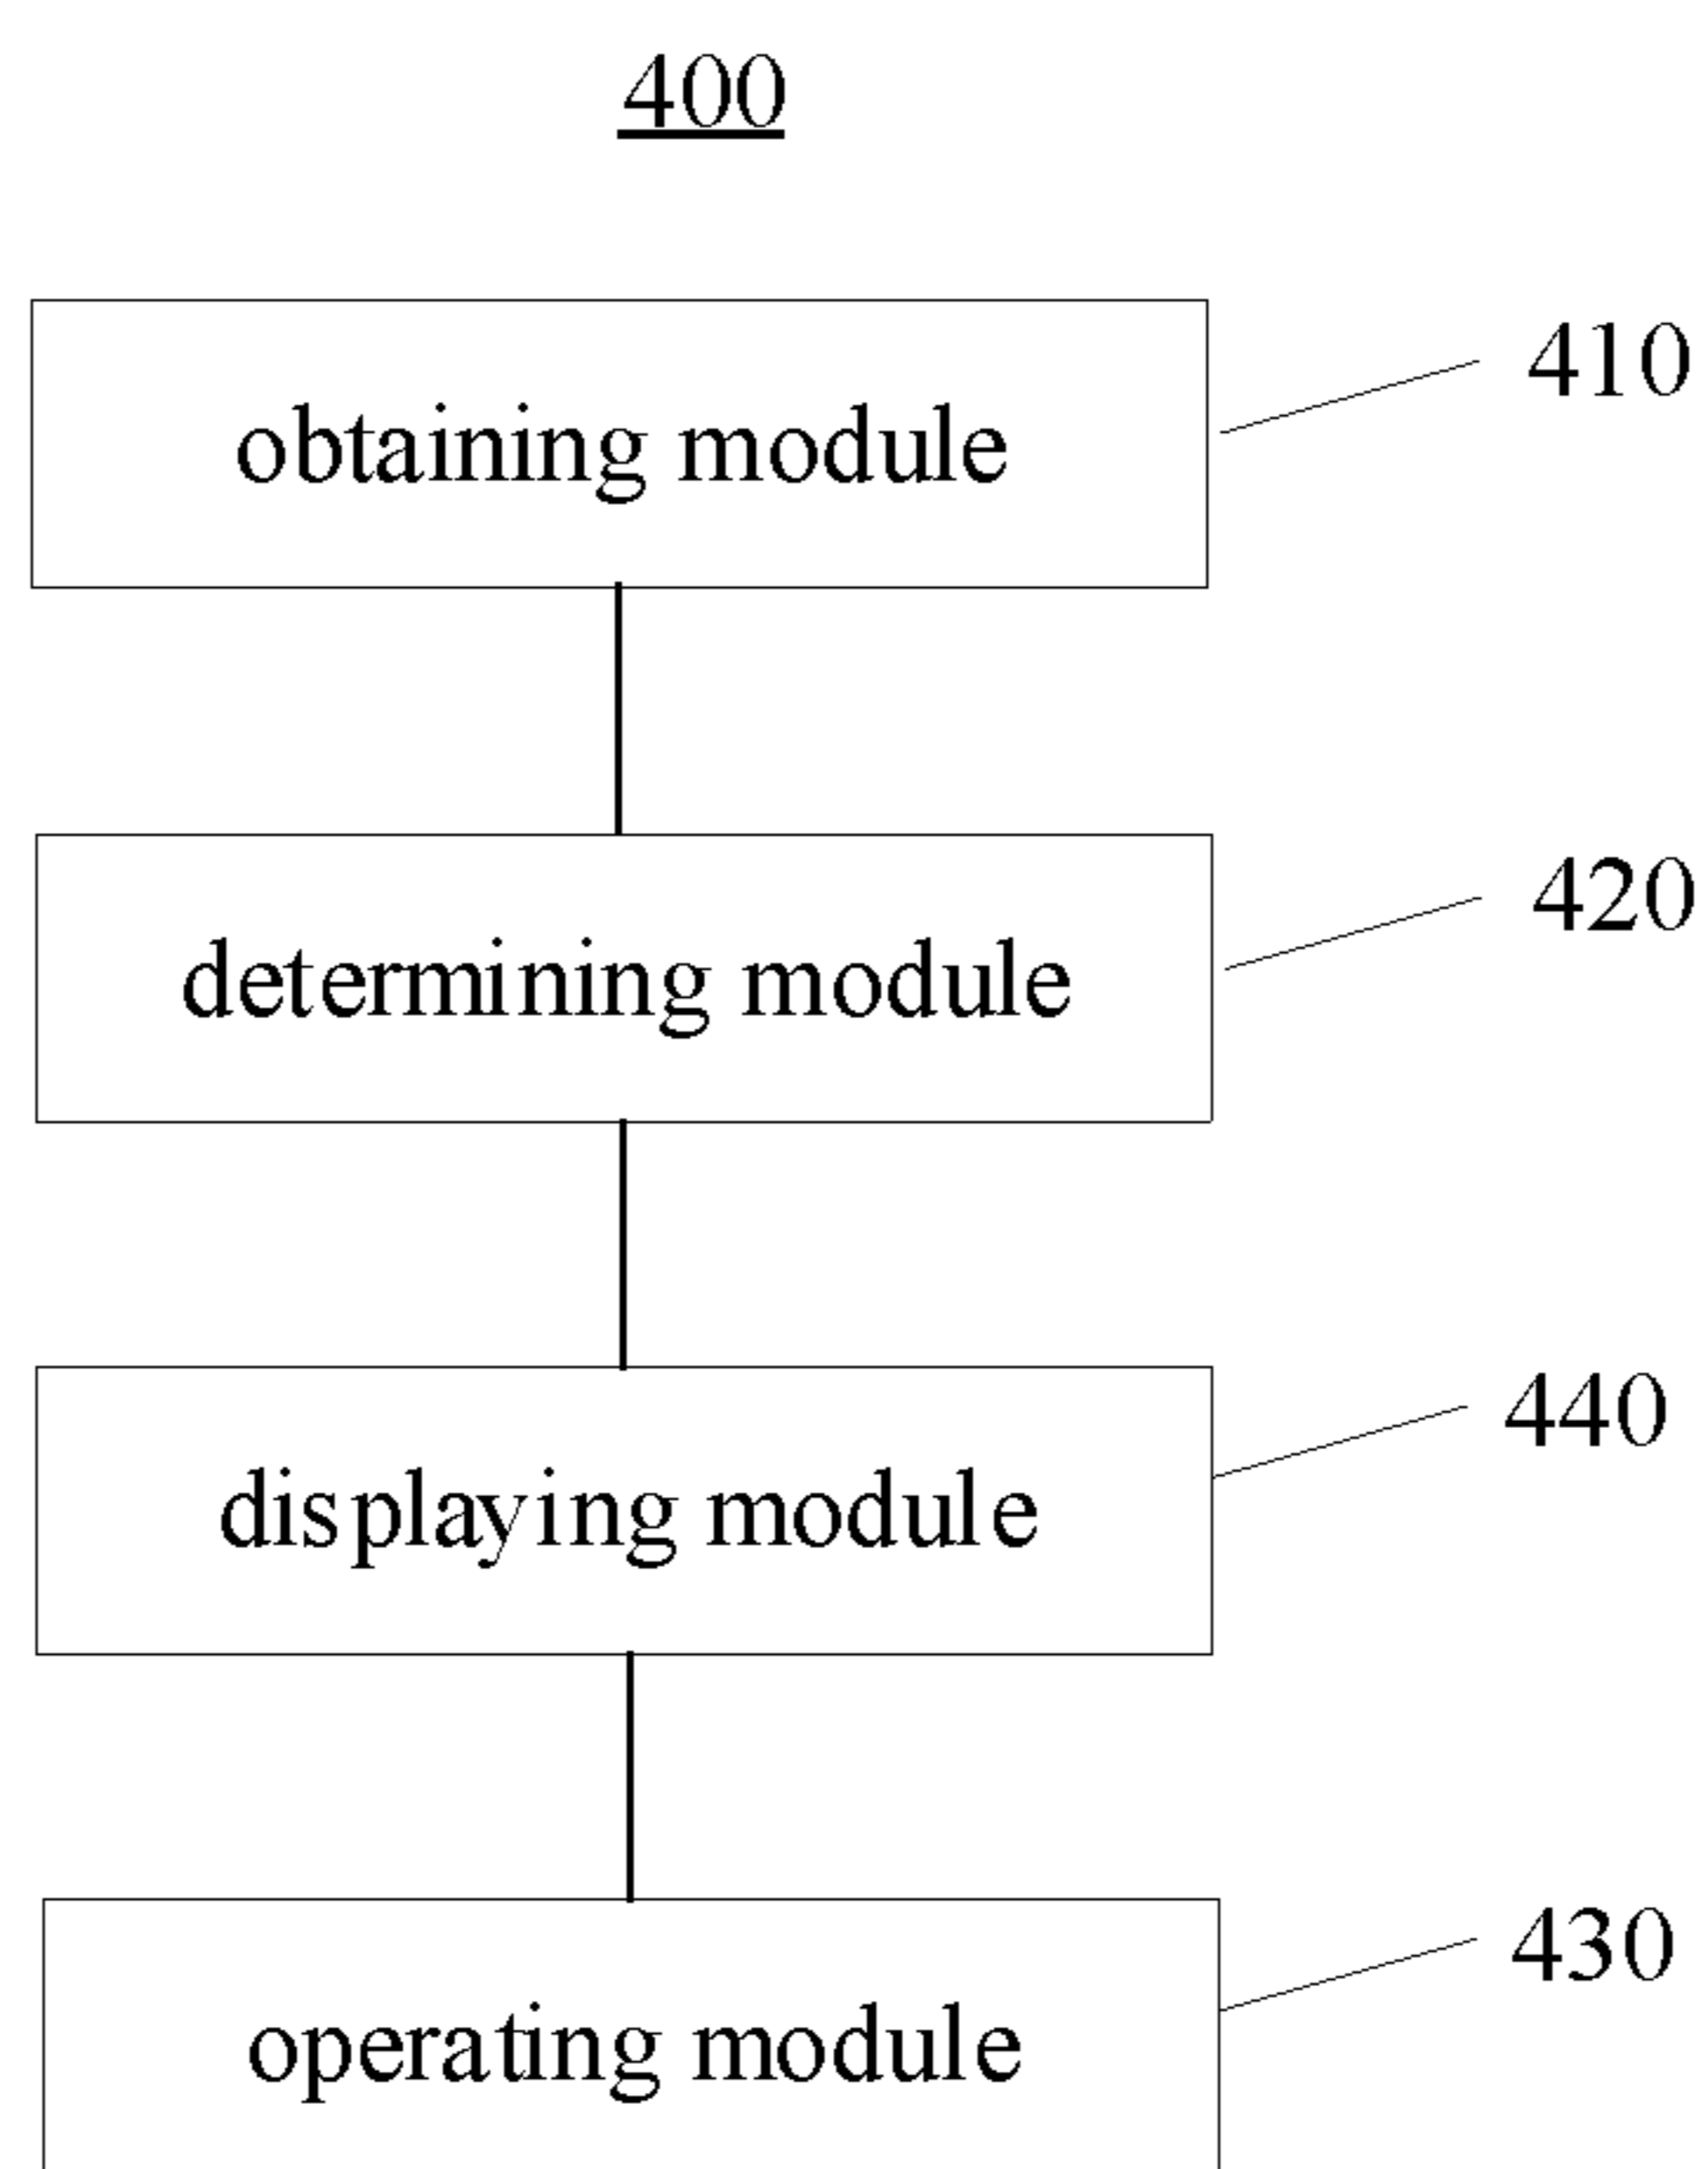 400
obtaining module
410
determining module
420
displaying module
440
operating module
430